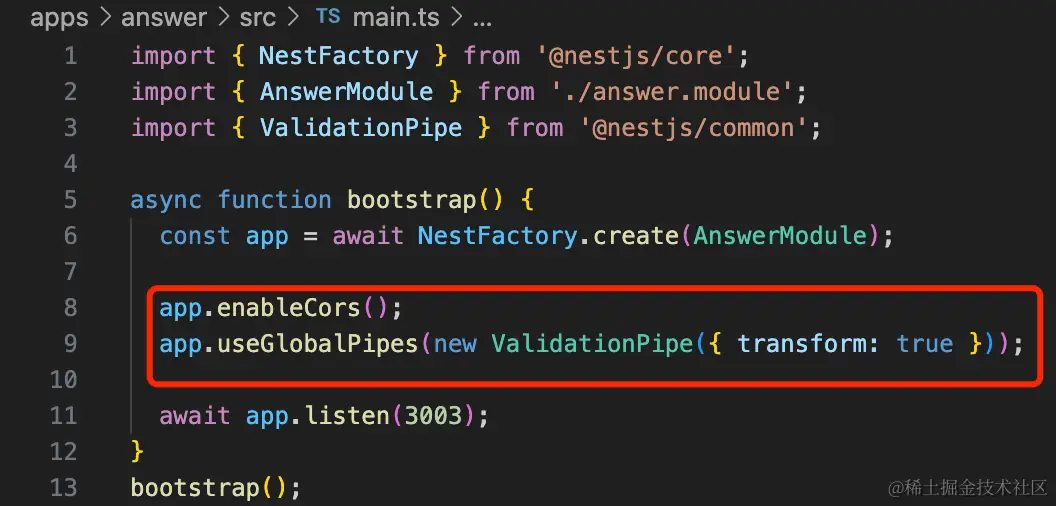 apps > answer > src > TS main.ts > ...
1 import { NestFactory } from '@nestjs/core';
2 import { AnswerModule } from './answer.module';
3 import { ValidationPipe } from '@nestjs/common';
4
5 async function bootstrap() {
6 const app = await NestFactory.create(AnswerModule);
7
8 app.enableCors();
9 app.useGlobalPipes(new ValidationPipe({ transform: true }));
10
11 await app.listen(3003);
12 }
13 bootstrap();
@稀土掘金技术社区